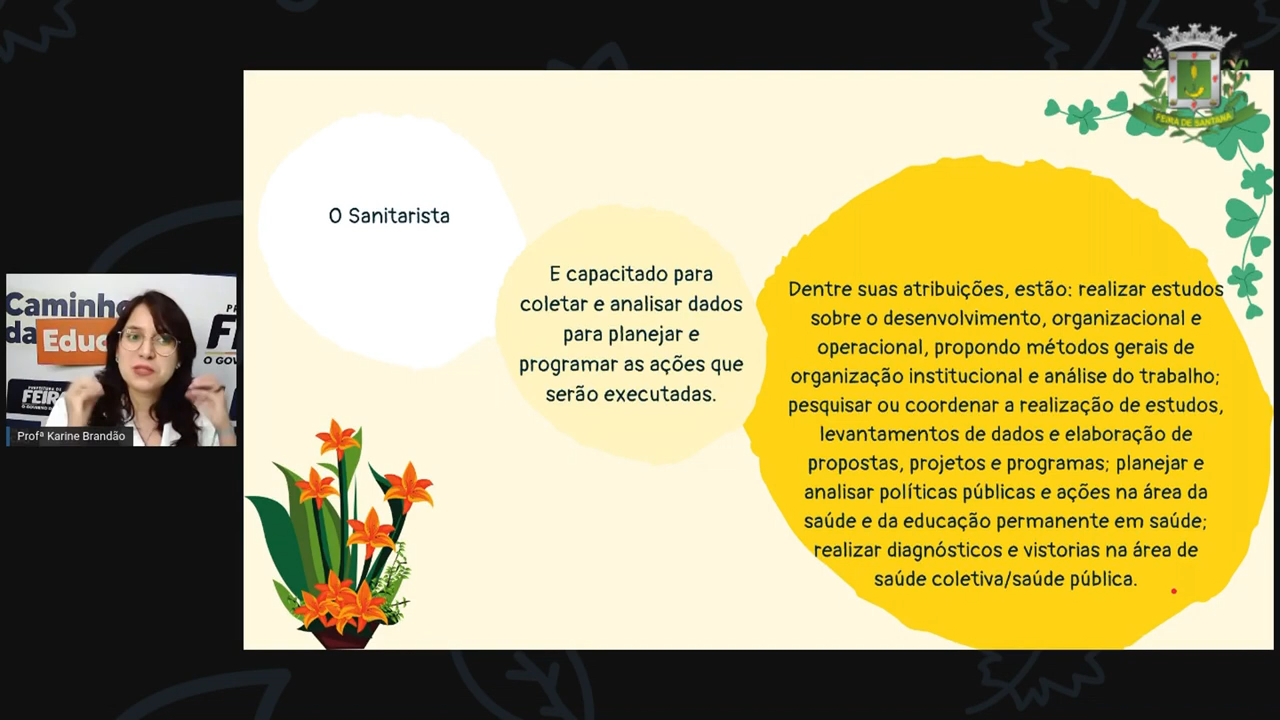 FEIRA DE SANTANA
O Sanitarista
E capacitado para
coletar e analisar dados
para planejar e
programar as ações que
serão executadas.
Dentre suas atribuições, estão: realizar estudos
sobre o desenvolvimento, organizacional e
operacional, propondo métodos gerais de
organização institucional e análise do trabalho;
pesquisar ou coordenar a realização de estudos,
levantamentos de dados e elaboração de
propostas, projetos e programas; planejar e
analisar políticas públicas e ações na área da
saúde e da educação permanente em saúde;
realizar diagnósticos e vistorias na área de
saúde coletiva/saúde pública.
Caminho
da Educ
O GOV
Profª Karine Brandão